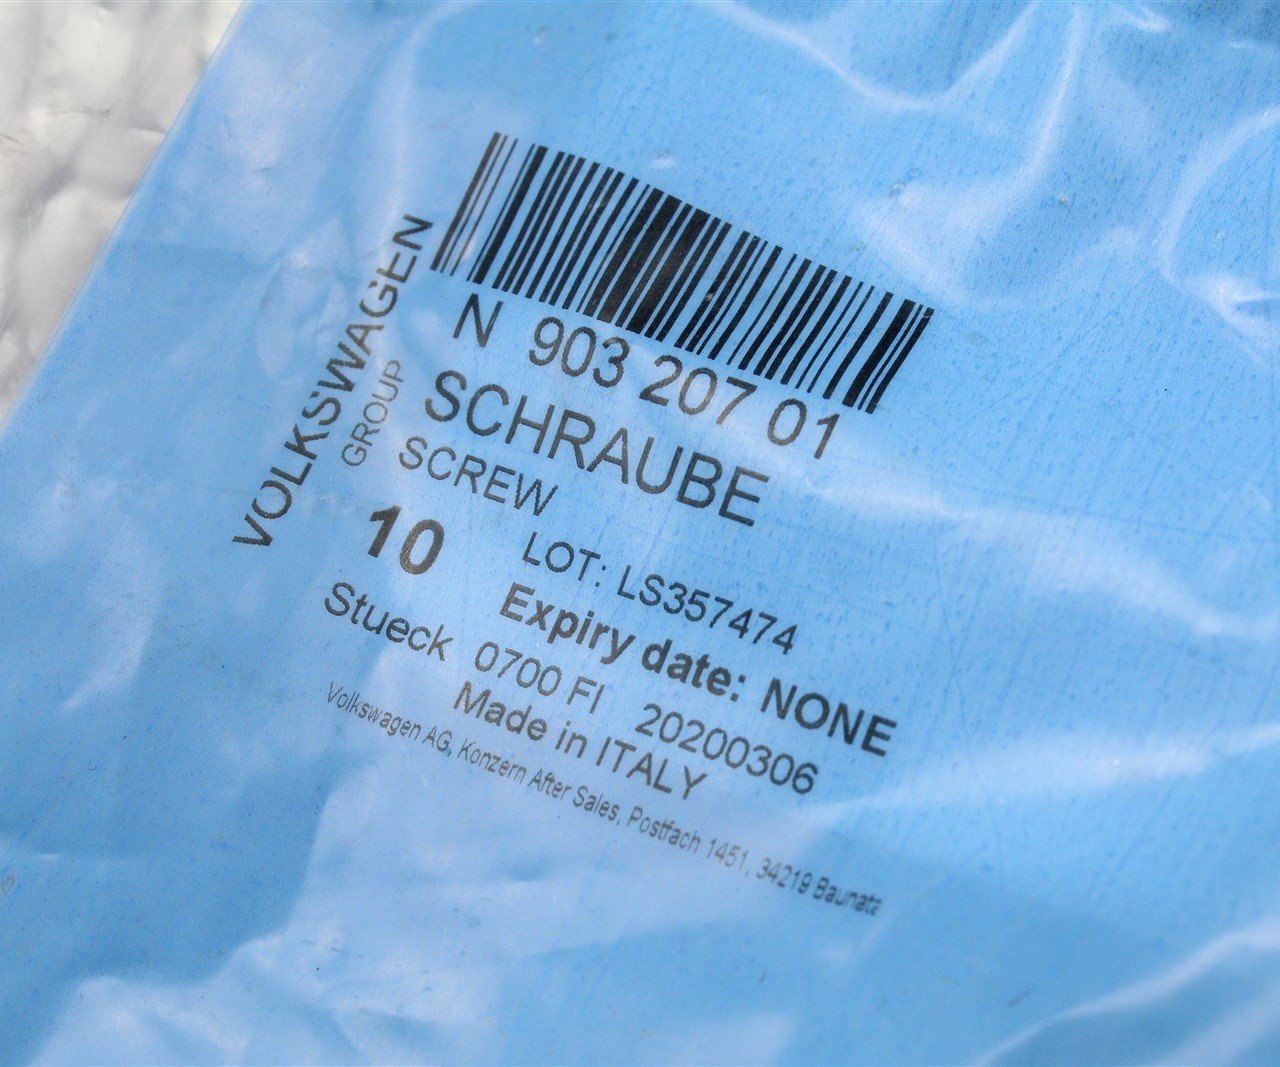 VOLKSWAGEN
GROUP
N 903 207 01
SCHRAUBE
SCREW
10
Stueck
LOT: LS357474
Expiry date: NONE
0700 FI 20200306
Made in ITALY
Volkswagen AG, Konzern After Sales, Postfach 1451, 34219 Baunatal